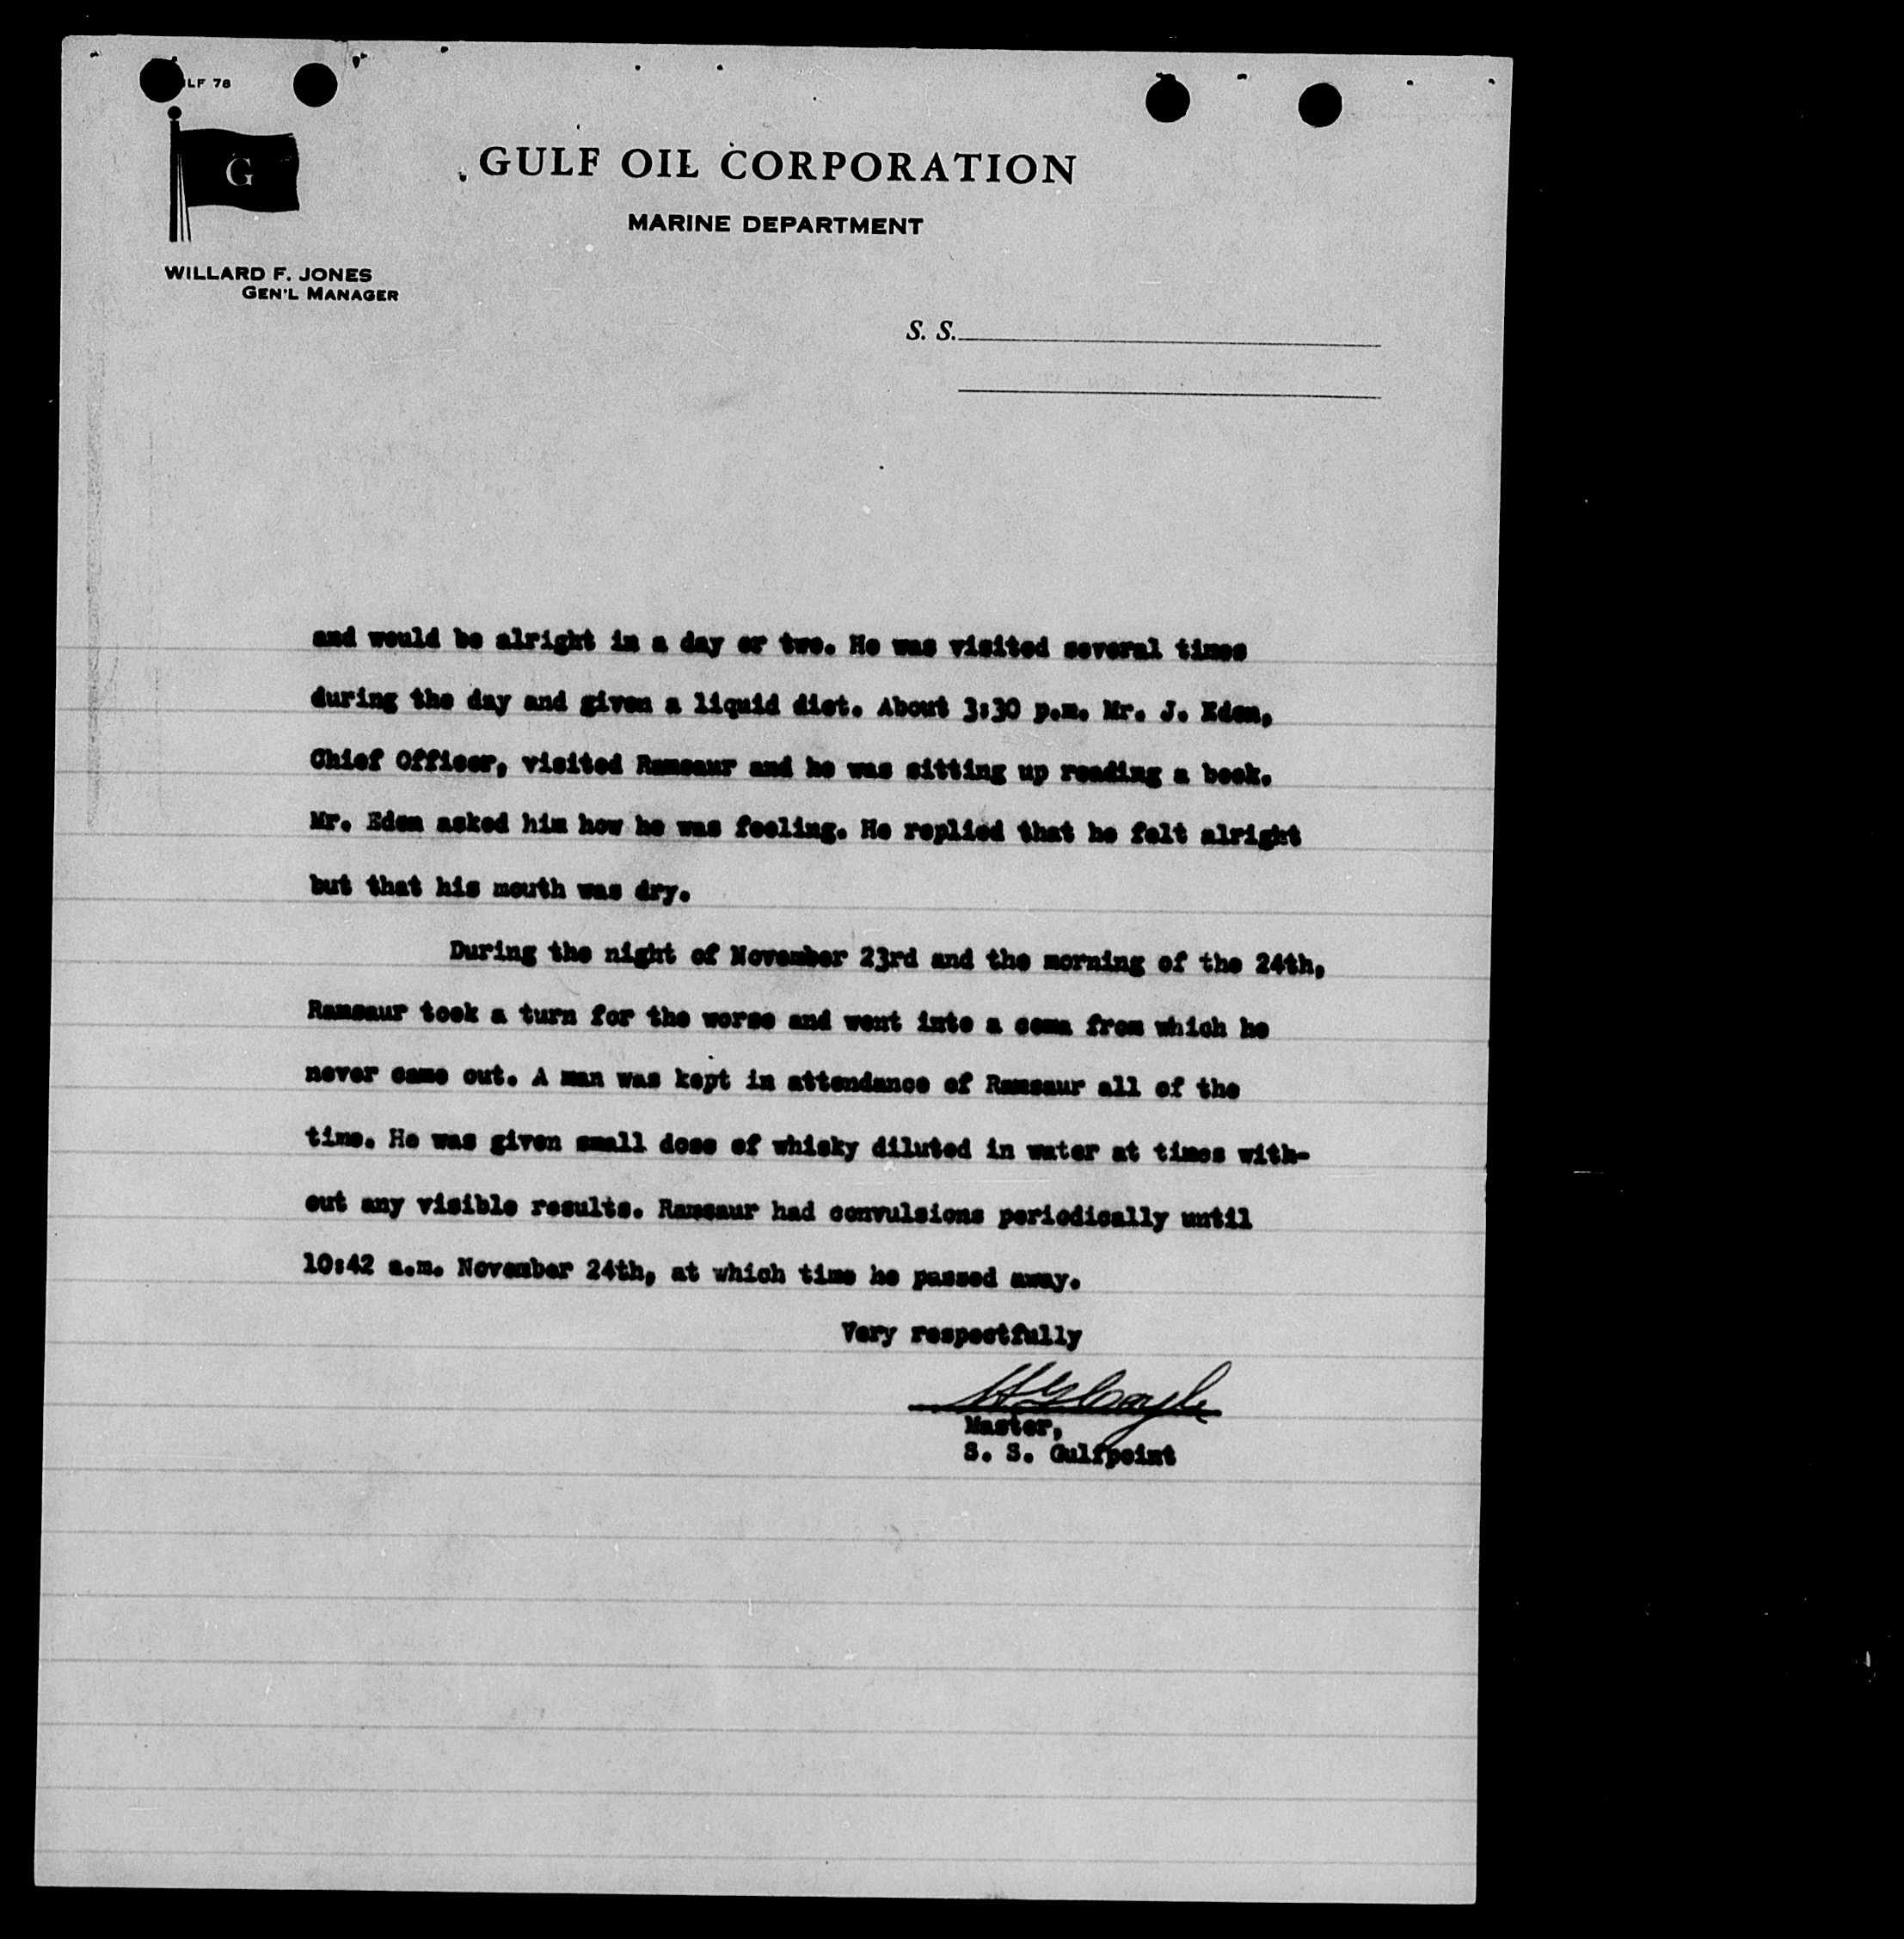 LF 78
G
GULF OIL CORPORATION
MARINE DEPARTMENT
WILLARD F. JONES
GEN'L MANAGER
S. S.
and would be alright in a day or two. He was visited several times
during the day and given a liquid diet. About 3:30 p.m. Mr. J. Eden,
Chief Officer, visited Ramsaur and he was sitting up reading a book.
Mr. Eden asked him how he was feeling. He replied that he felt alright
but that his mouth was dry.
During the night of November 23rd and the morning of the 24th,
Ramsaur took a turn for the worse and went into a coma from which he
never came out. A man was kept in attendance of Ramsaur all of the
time. He was given small dose of whisky diluted in water at times with-
out any visible results. Ramsaur had convulsions periodically until
10:42 a.m. November 24th, at which time he passed away.
Very respectfully
Master,
S. S. Gulfpoint